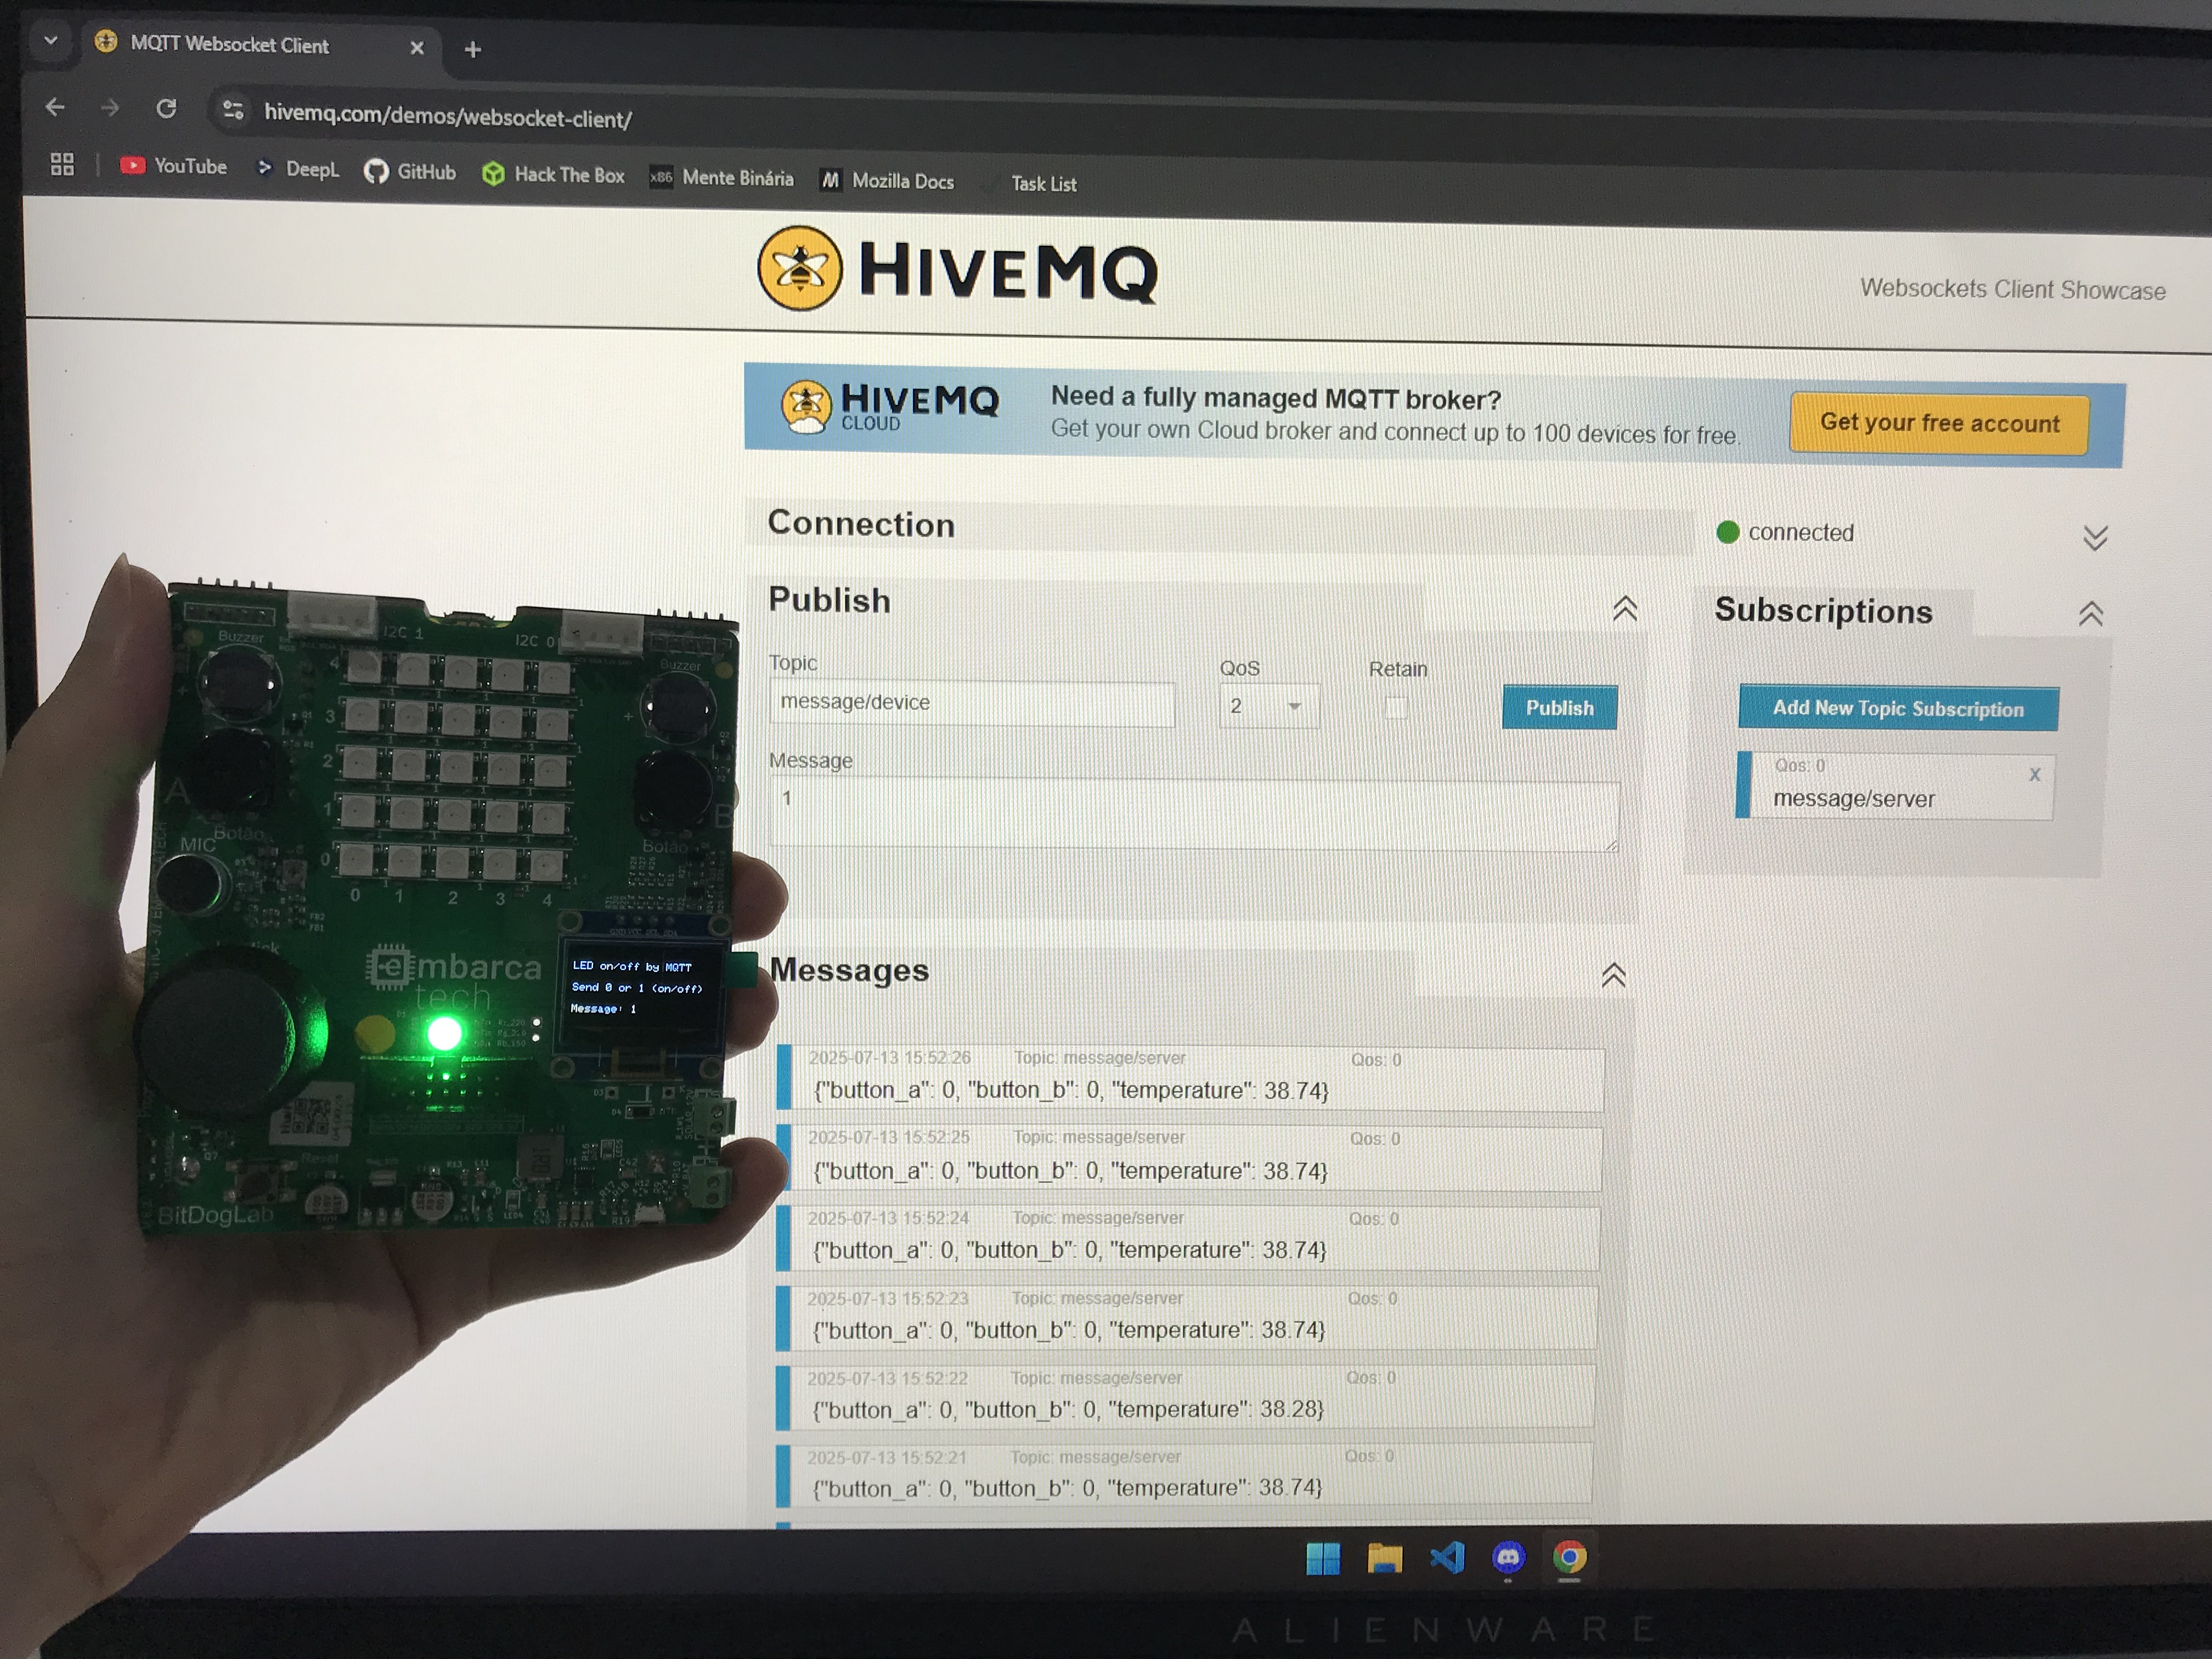 MQTT Websocket Client
hivemq.com/demos/websocket-client/
YouTube
DeepL
GitHub
Hack The Box
x86 Mente Binária
M Mozilla Docs
Task List
HIVEMQ
Websockets Client Showcase
HIVEMQ
CLOUD
Need a fully managed MQTT broker?
Get your own Cloud broker and connect up to 100 devices for free.
Get your free account
Connection
connected
Publish
Topic
QoS
Retain
message/device
2
Publish
Message
1
Subscriptions
Add New Topic Subscription
Qos: 0
x
message/server
Messages
2025-07-13 15:52:26 Topic: message/server Qos: 0
{"button_a": 0, "button_b": 0, "temperature": 38.74}
2025-07-13 15:52:25 Topic: message/server Qos: 0
{"button_a": 0, "button_b": 0, "temperature": 38.74}
2025-07-13 15:52:24 Topic: message/server Qos: 0
{"button_a": 0, "button_b": 0, "temperature": 38.74}
2025-07-13 15:52:23 Topic: message/server Qos: 0
{"button_a": 0, "button_b": 0, "temperature": 38.74}
2025-07-13 15:52:22 Topic: message/server Qos: 0
{"button_a": 0, "button_b": 0, "temperature": 38.28}
2025-07-13 15:52:21 Topic: message/server Qos: 0
{"button_a": 0, "button_b": 0, "temperature": 38.74}
Buzzer
I2C 1
I2C 0
Buzzer
4
3
2
1
0
0 1 2 3 4
A
Botão
B
Botão
MIC
embarca
tech
LED on/off by MQTT
Send 0 or 1 (on/off)
Message: 1
Reset
BitDogLab
ALIENWARE